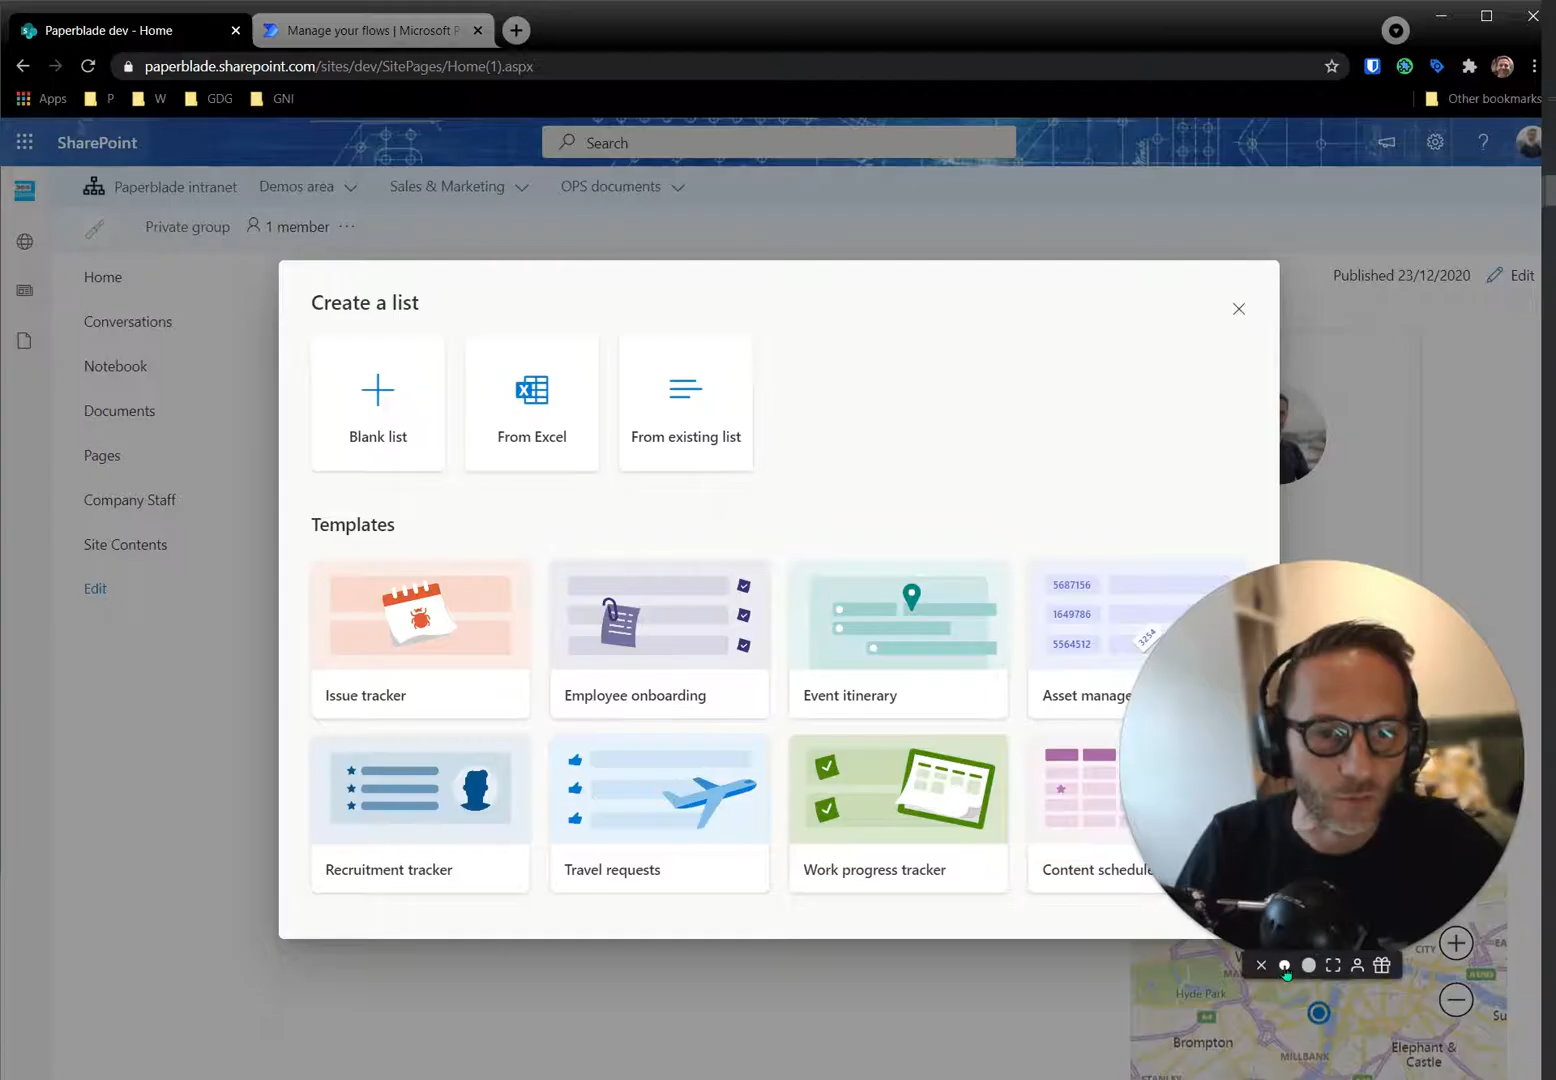 Paperblade dev - Home
Manage your flows | Microsoft P
paperblade.sharepoint.com/sites/dev/SitePages/Home(1).aspx
Apps P W GDG GNI Other bookmarks
SharePoint Search
Paperblade intranet Demos area Sales & Marketing OPS documents
Private group 1 member ...
Home
Published 23/12/2020 Edit
Conversations
Notebook
Documents
Pages
Company Staff
Site Contents
Edit
Create a list
Blank list From Excel From existing list
Templates
5687156
1649786
5564512
3254
Issue tracker Employee onboarding Event itinerary Asset manage
Recruitment tracker Travel requests Work progress tracker Content schedule
CITY
Hyde Park
Brompton
MILLBANK
Elephant &
Castle